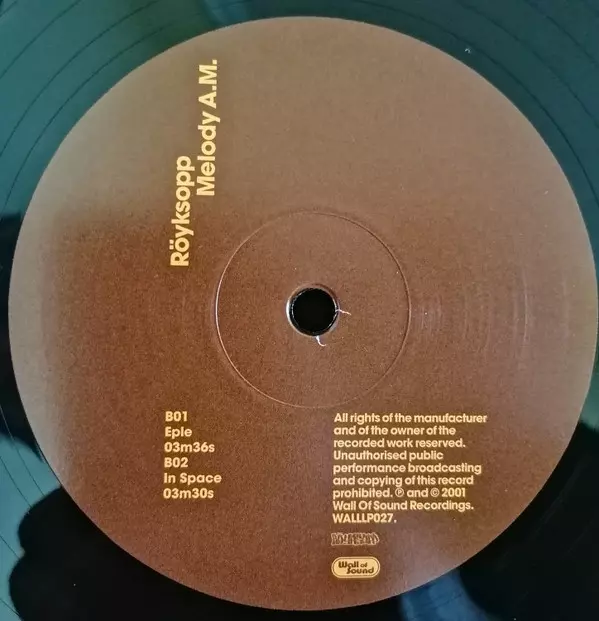 Röyksopp
Melody A.M.
B01
Eple
03m36s
B02
In Space
03m30s
All rights of the manufacturer
and of the owner of the
recorded work reserved.
Unauthorised public
performance broadcasting
and copying of this record
prohibited. ℗ and © 2001
Wall Of Sound Recordings.
WALLLP027.
Wall of
Sound